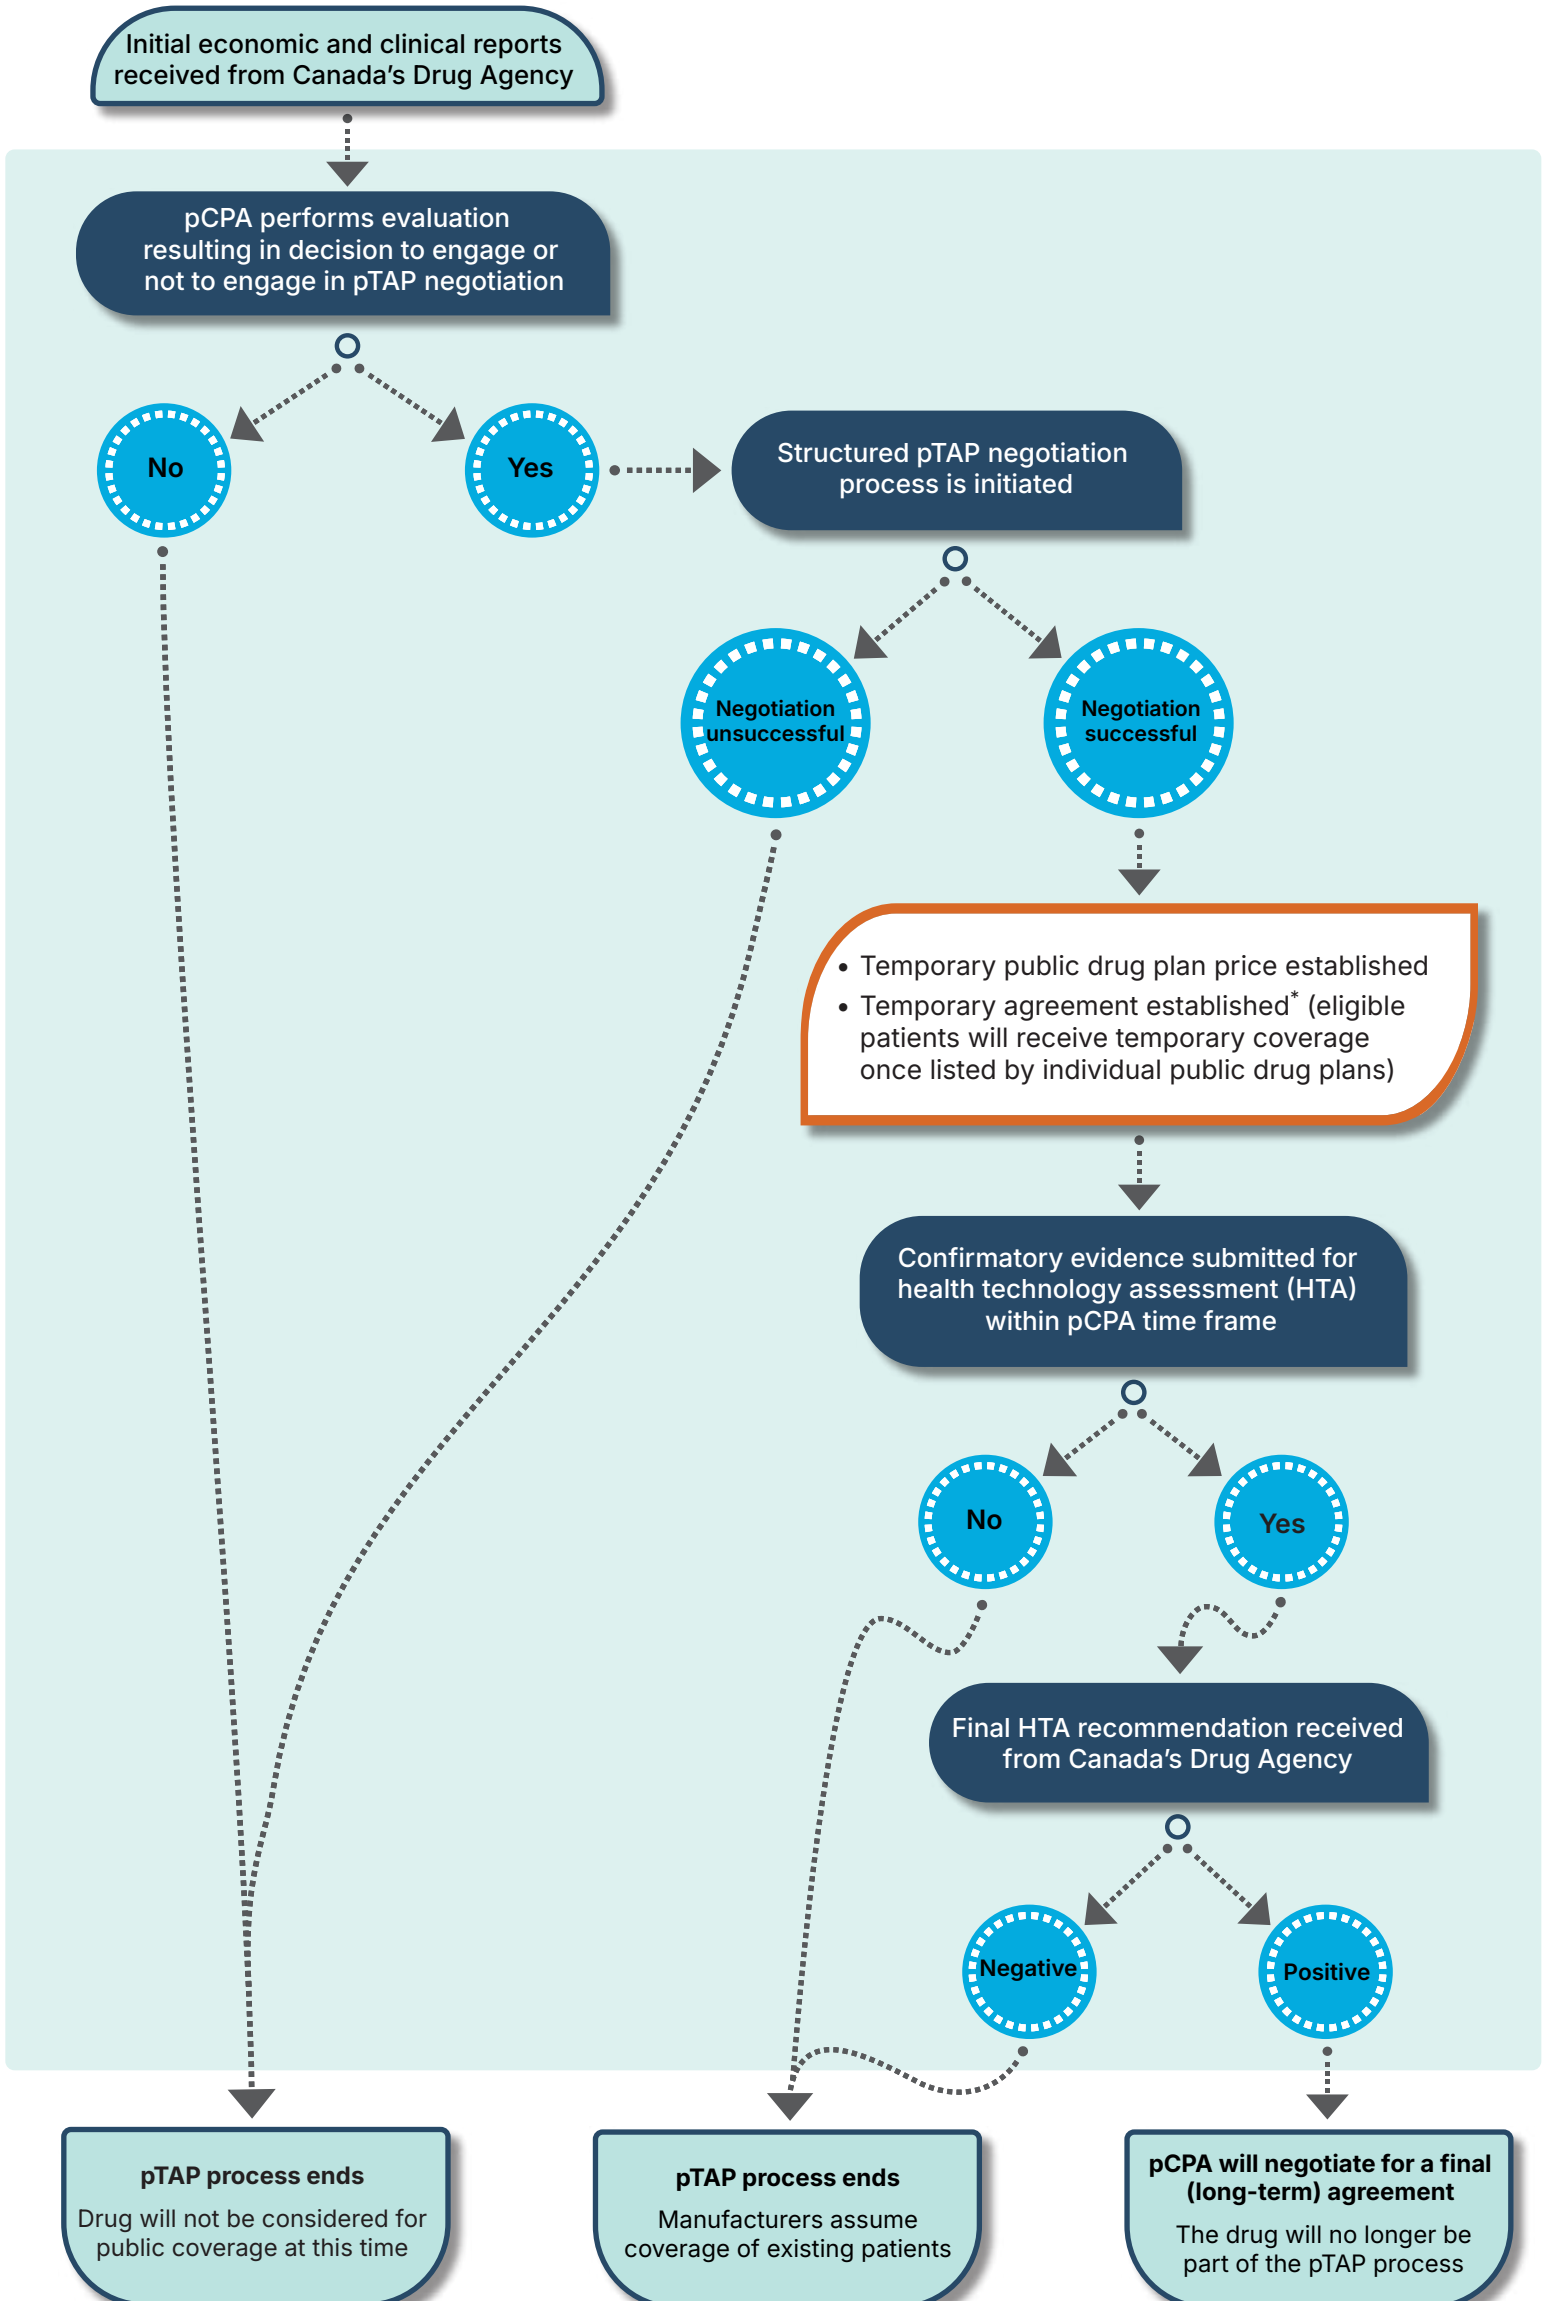 Initial economic and clinical reports
received from Canada’s Drug Agency
pCPA performs evaluation
resulting in decision to engage or
not to engage in pTAP negotiation
No
Yes
Structured pTAP negotiation
process is initiated
Negotiation
unsuccessful
Negotiation
successful
• Temporary public drug plan price established
• Temporary agreement established* (eligible
patients will receive temporary coverage
once listed by individual public drug plans)
Confirmatory evidence submitted for
health technology assessment (HTA)
within pCPA time frame
No
Yes
Final HTA recommendation received
from Canada’s Drug Agency
Negative
Positive
pTAP process ends
Drug will not be considered for
public coverage at this time
pTAP process ends
Manufacturers assume
coverage of existing patients
pCPA will negotiate for a final
(long-term) agreement
The drug will no longer be
part of the pTAP process